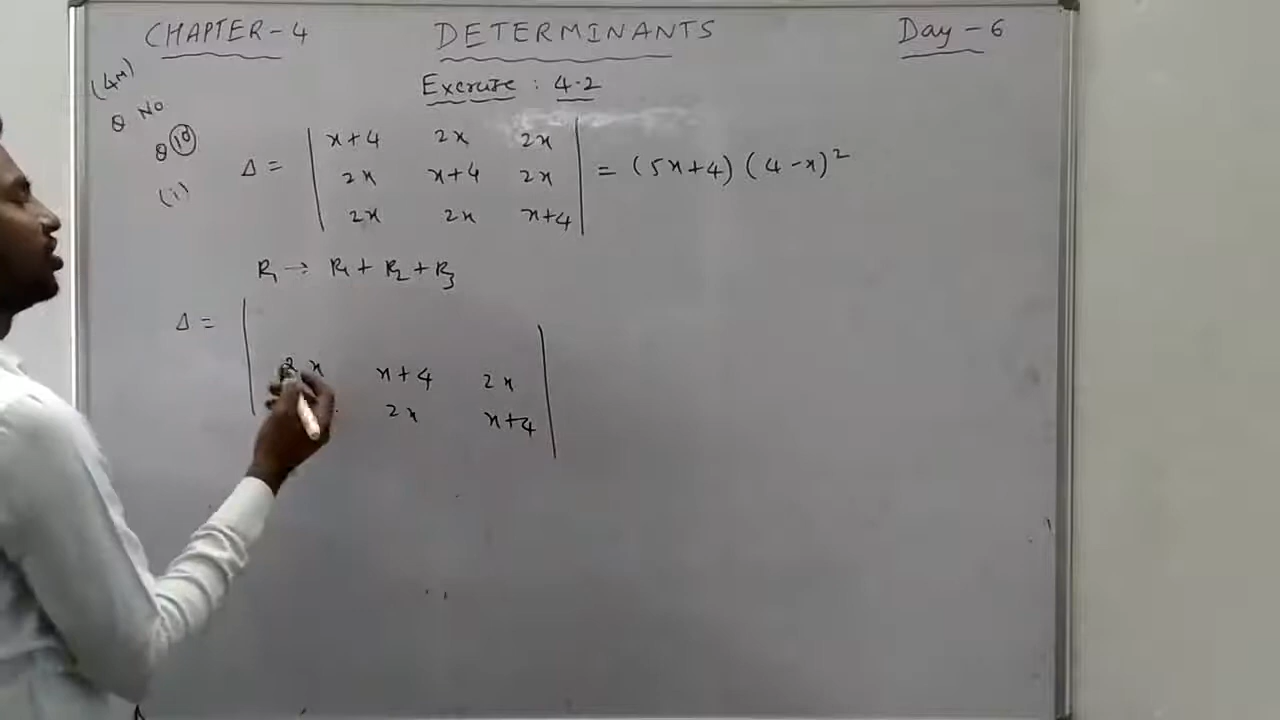 CHAPTER-4 DETERMINANTS Day-6
(4M) Exercise : 4.2
Q No
Q 10
(i)
Δ = | x+4 2x 2x |
| 2x x+4 2x | = (5x+4) (4-x)²
| 2x 2x x+4 |
R₁ → R₁ + R₂ + R₃
Δ =
2x x+4 2x
2x x+4